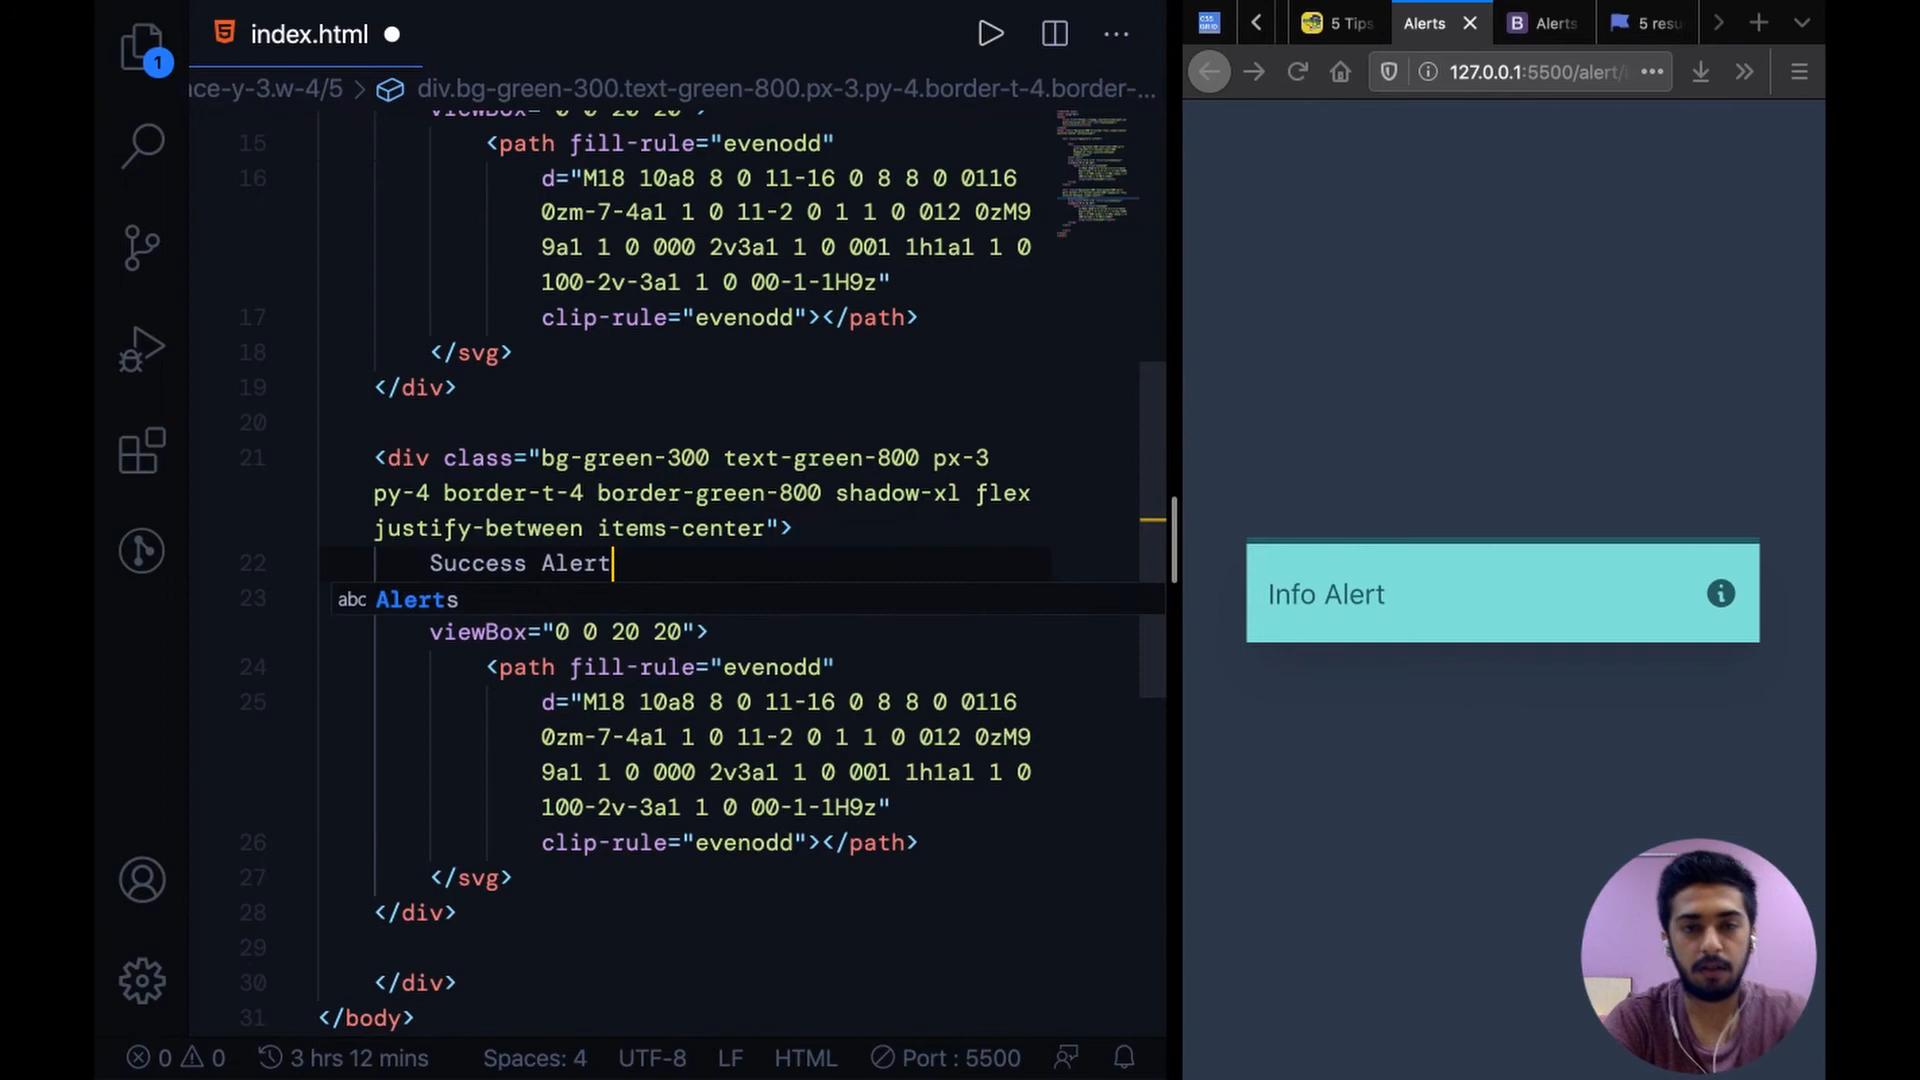 index.html
CSS GRID
5 Tips
Alerts
B Alerts
5 resu
1
127.0.0.1:5500/alert/i
nce-y-3.w-4/5 > div.bg-green-300.text-green-800.px-3.py-4.border-t-4.border-...
viewBox="0 0 20 20">
15 <path fill-rule="evenodd"
16 d="M18 10a8 8 0 11-16 0 8 8 0 0116
0zm-7-4a1 1 0 11-2 0 1 1 0 012 0zM9
9a1 1 0 000 2v3a1 1 0 001 1h1a1 1 0
100-2v-3a1 1 0 00-1-1H9z"
17 clip-rule="evenodd"></path>
18 </svg>
19 </div>
20
21 <div class="bg-green-300 text-green-800 px-3
py-4 border-t-4 border-green-800 shadow-xl flex
justify-between items-center">
22 Success Alert
23 abc Alerts
viewBox="0 0 20 20">
24 <path fill-rule="evenodd"
25 d="M18 10a8 8 0 11-16 0 8 8 0 0116
0zm-7-4a1 1 0 11-2 0 1 1 0 012 0zM9
9a1 1 0 000 2v3a1 1 0 001 1h1a1 1 0
100-2v-3a1 1 0 00-1-1H9z"
26 clip-rule="evenodd"></path>
27 </svg>
28 </div>
29
30 </div>
31 </body>
Info Alert
0 0 3 hrs 12 mins Spaces: 4 UTF-8 LF HTML Port : 5500